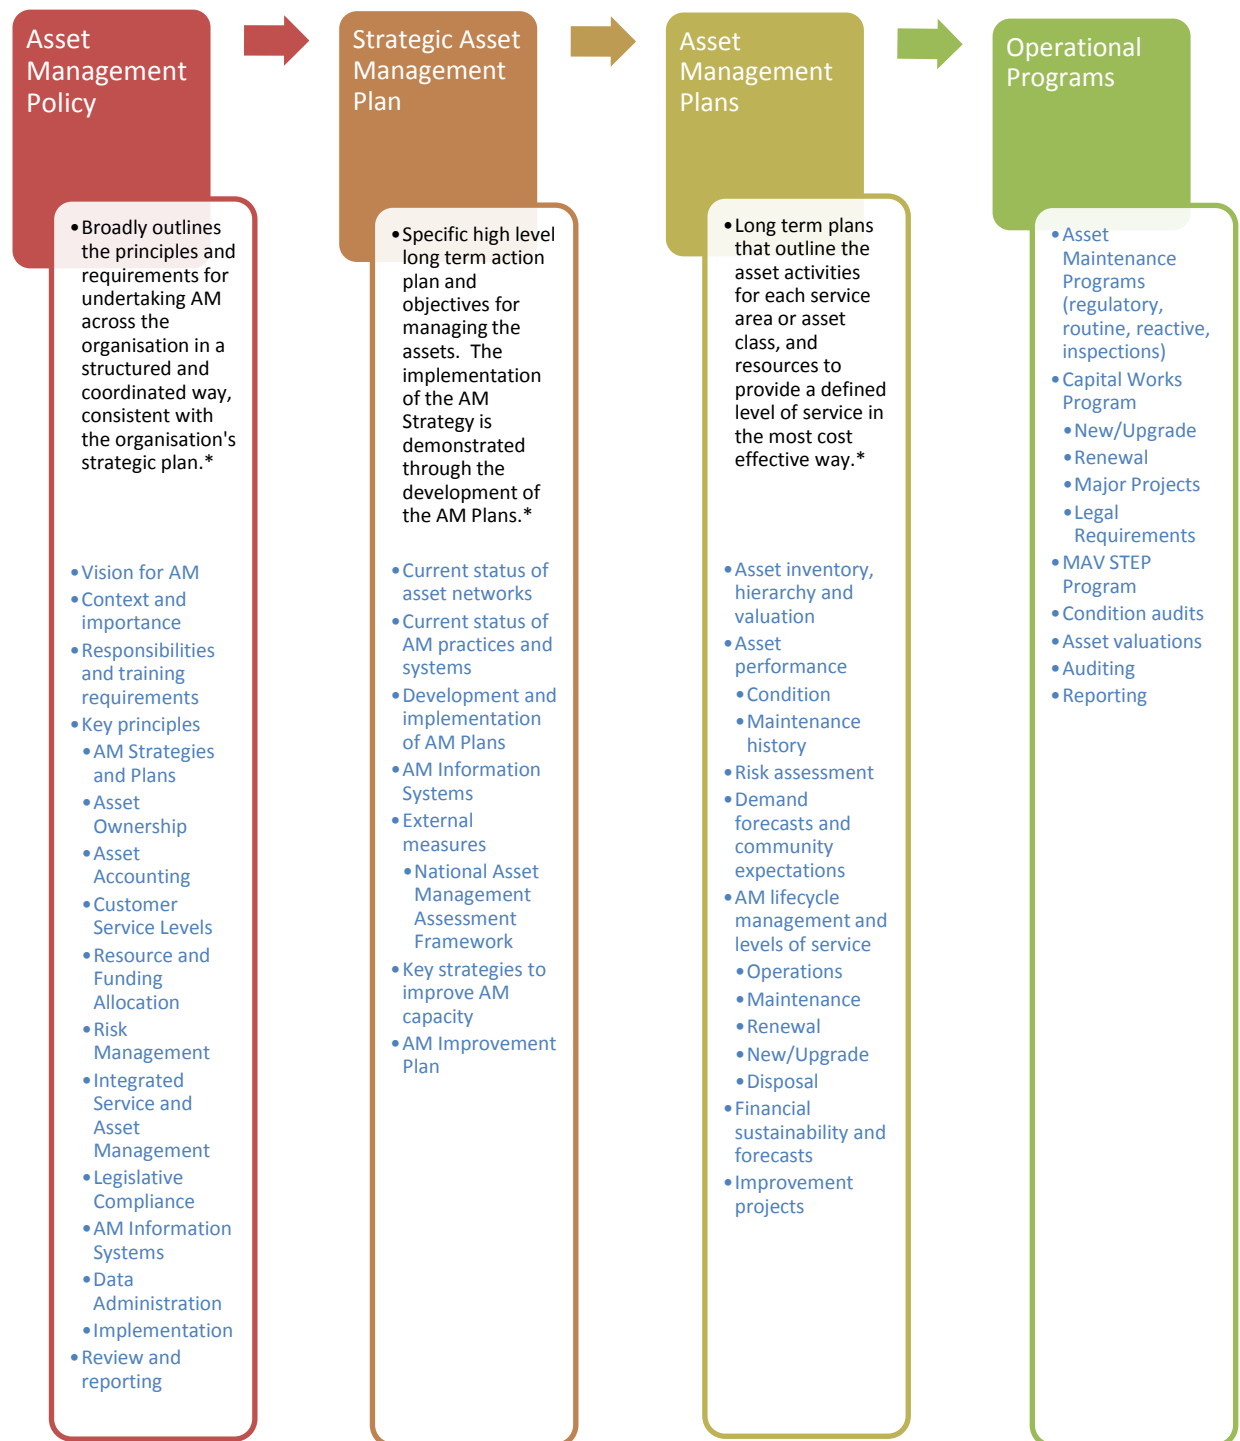 Asset
Management
Policy
•Broadly outlines
the principles and
requirements for
undertaking AM
across the
organisation in a
structured and
coordinated way,
consistent with
the organisation's
strategic plan.*
•Vision for AM
•Context and
importance
•Responsibilities
and training
requirements
•Key principles
•AM Strategies
and Plans
•Asset
Ownership
•Asset
Accounting
•Customer
Service Levels
•Resource and
Funding
Allocation
•Risk
Management
•Integrated
Service and
Asset
Management
•Legislative
Compliance
•AM Information
Systems
•Data
Administration
•Implementation
•Review and
reporting
Strategic Asset
Management
Plan
•Specific high level
long term action
plan and
objectives for
managing the
assets.  The
implementation
of the AM
Strategy is
demonstrated
through the
development of
the AM Plans.*
•Current status of
asset networks
•Current status of
AM practices and
systems
•Development and
implementation
of AM Plans
•AM Information
Systems
•External
measures
•National Asset
Management
Assessment
Framework
•Key strategies to
improve AM
capacity
•AM Improvement
Plan
Asset
Management
Plans
•Long term plans
that outline the
asset activities
for each service
area or asset
class, and
resources to
provide a defined
level of service in
the most cost
effective way.*
•Asset inventory,
hierarchy and
valuation
•Asset
performance
•Condition
•Maintenance
history
•Risk assessment
•Demand
forecasts and
community
expectations
•AM lifecycle
management and
levels of service
•Operations
•Maintenance
•Renewal
•New/Upgrade
•Disposal
•Financial
sustainability and
forecasts
•Improvement
projects
Operational
Programs
•Asset
Maintenance
Programs
(regulatory,
routine, reactive,
inspections)
•Capital Works
Program
•New/Upgrade
•Renewal
•Major Projects
•Legal
Requirements
•MAV STEP
Program
•Condition audits
•Asset valuations
•Auditing
•Reporting